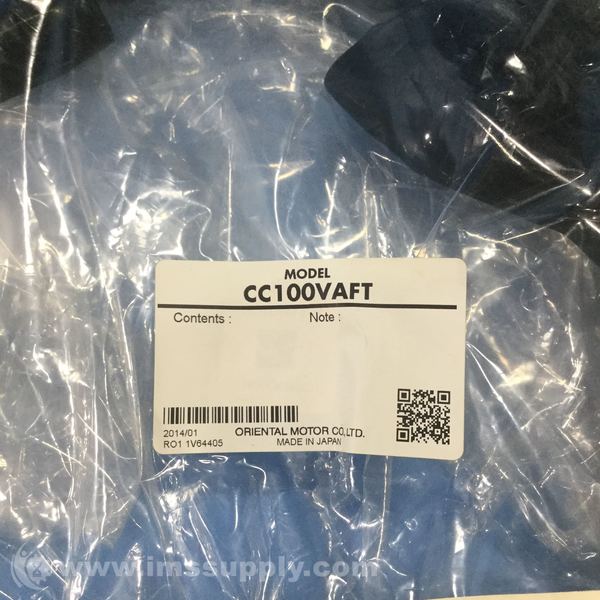 MODEL
CC100VAFT
Contents :
Note :
2014/01
RO1 1V64405
ORIENTAL MOTOR CO.,LTD.
MADE IN JAPAN
www.imssupply.com